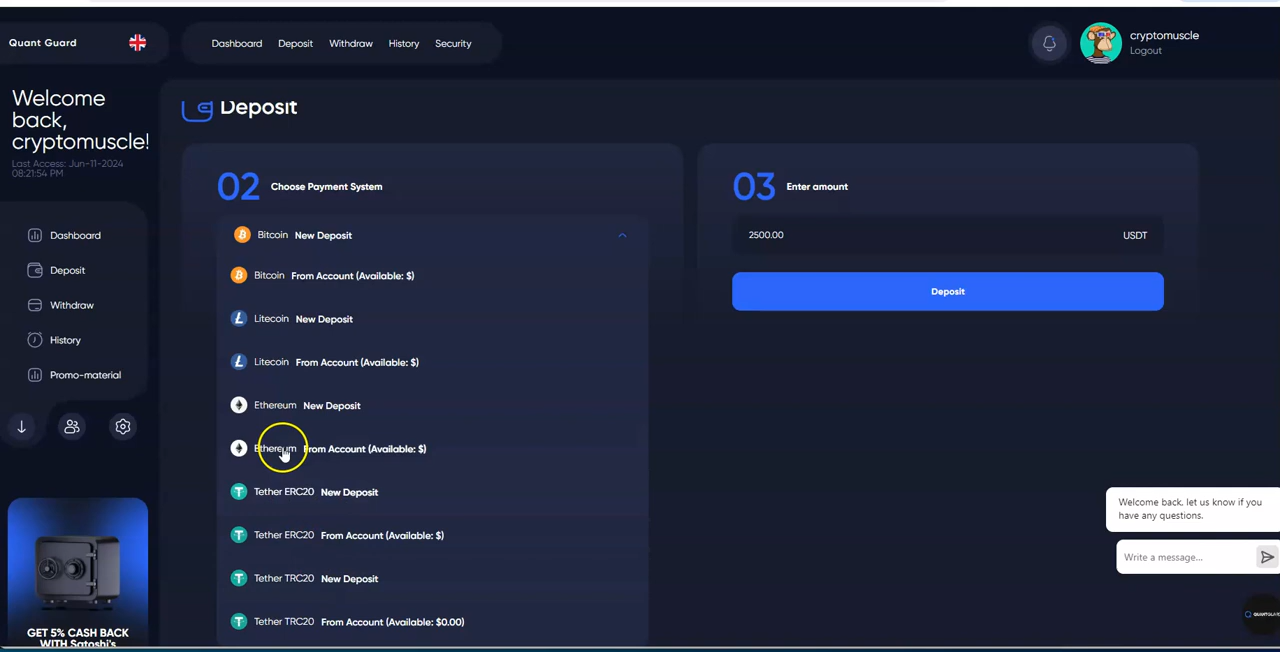 Quant Guard
Dashboard Deposit Withdraw History Security
cryptomuscle
Logout
Welcome
back,
cryptomuscle!
Last Access: Jun-11-2024
08:21:54 PM
Dashboard
Deposit
Withdraw
History
Promo-material
GET 5% CASH BACK
WITH Satoshi's
Deposit
02 Choose Payment System
Bitcoin New Deposit
Bitcoin From Account (Available: $)
Litecoin New Deposit
Litecoin From Account (Available: $)
Ethereum New Deposit
Ethereum From Account (Available: $)
Tether ERC20 New Deposit
Tether ERC20 From Account (Available: $)
Tether TRC20 New Deposit
Tether TRC20 From Account (Available: $0.00)
03 Enter amount
2500.00 USDT
Deposit
Welcome back, let us know if you
have any questions.
Write a message...